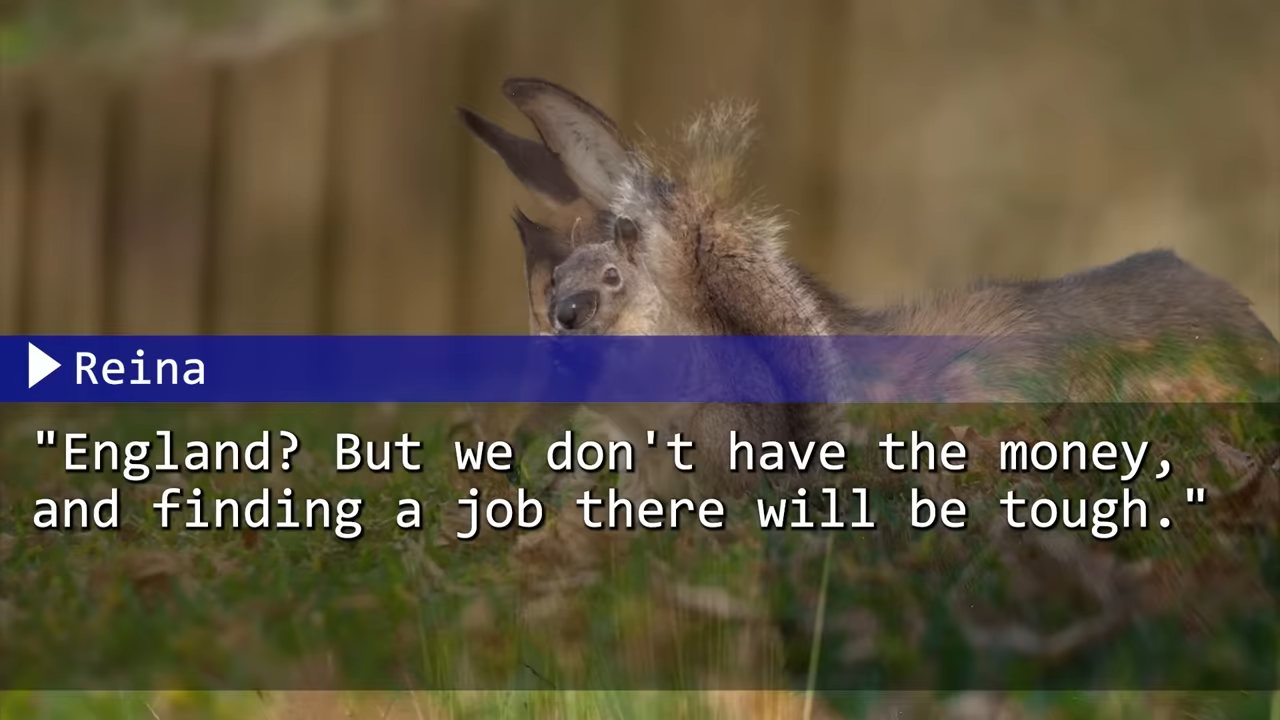 Reina
"England? But we don't have the money,
and finding a job there will be tough."